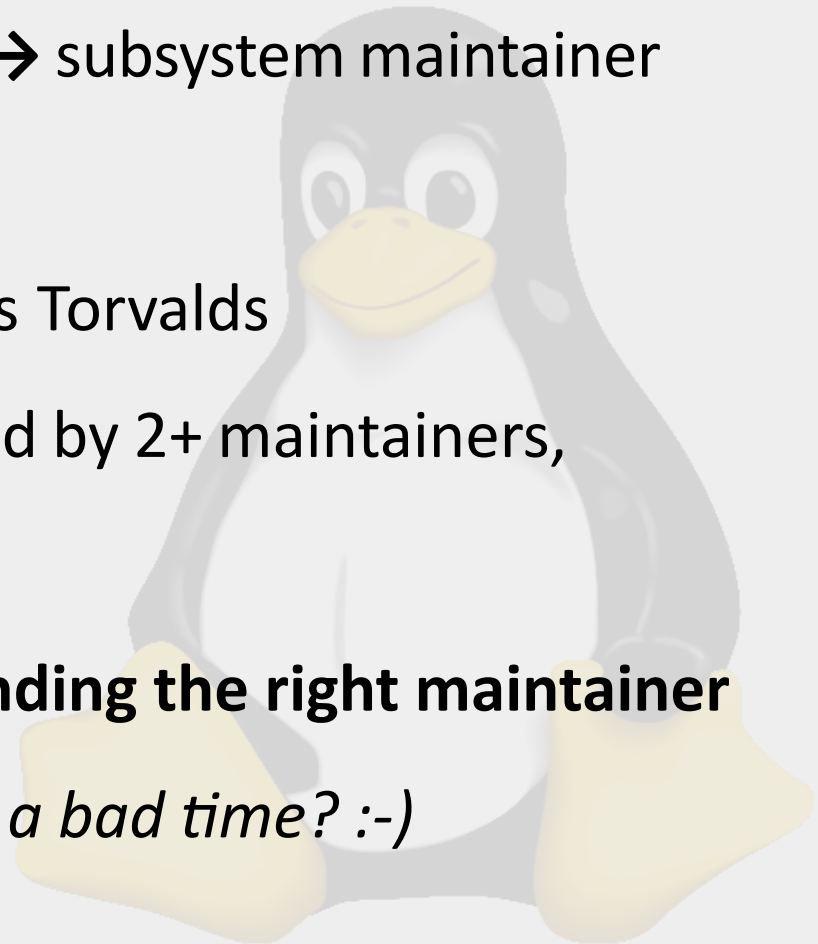 → subsystem maintainer
s Torvalds
d by 2+ maintainers,
nding the right maintainer
a bad time? :-)